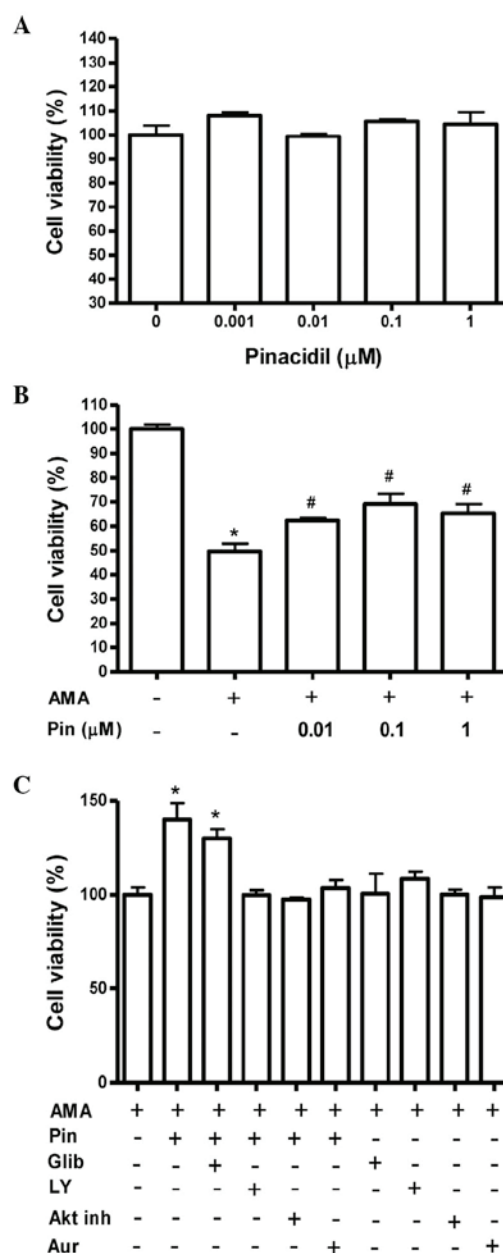 A
Cell viability (%)
140
130
120
110
100
90
80
70
60
50
40
30
0 0.001 0.01 0.1 1
Pinacidil (μM)
B
Cell viability (%)
110
100
90
80
70
60
50
40
30
20
10
0
* # # #
AMA - + + + +
Pin (μM) - - 0.01 0.1 1
C
Cell viability (%)
150
100
50
0
* *
AMA + + + + + + + + + +
Pin - + + + + + - - - -
Glib - - + - - - + - - -
LY - - - + - - - + - -
Akt inh - - - - + - - - + -
Aur - - - - - + - - - +